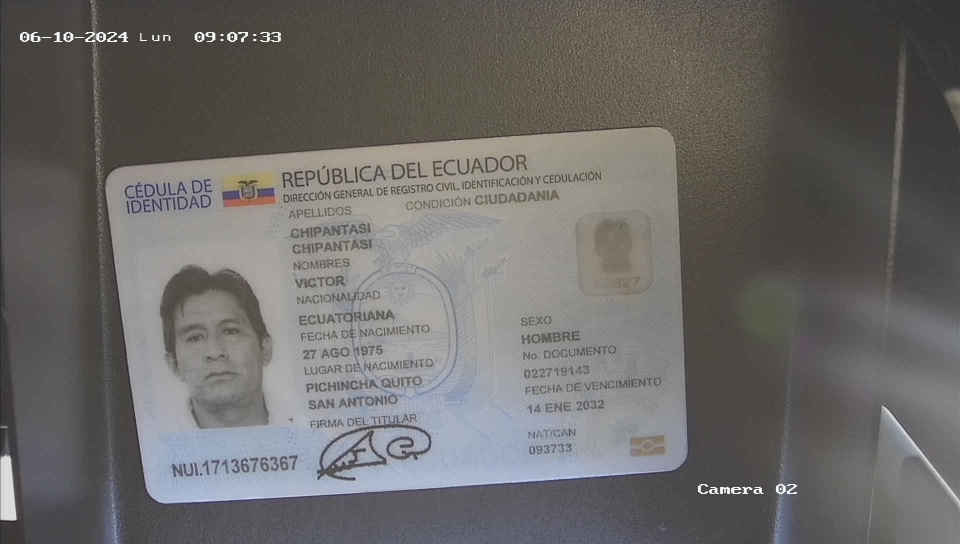 06-10-2024 Lun 09:07:33
CÉDULA DE
IDENTIDAD
REPÚBLICA DEL ECUADOR
DIRECCIÓN GENERAL DE REGISTRO CIVIL, IDENTIFICACIÓN Y CEDULACIÓN
APELLIDOS
CONDICIÓN CIUDADANIA
CHIPANTASI
CHIPANTASI
NOMBRES
VICTOR
NACIONALIDAD
ECUATORIANA
FECHA DE NACIMIENTO
27 AGO 1975
LUGAR DE NACIMIENTO
PICHINCHA QUITO
SAN ANTONIO
FIRMA DEL TITULAR
SEXO
HOMBRE
No. DOCUMENTO
022719143
FECHA DE VENCIMIENTO
14 ENE 2032
NAT/CAN
093733
NUI.1713676367
Camera 02